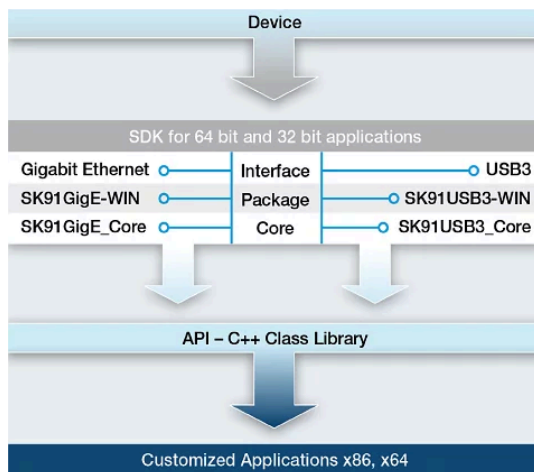 Device
SDK for 64 bit and 32 bit applications
Gigabit Ethernet Interface USB3
SK91GigE-WIN Package SK91USB3-WIN
SK91GigE_Core Core SK91USB3_Core
API – C++ Class Library
Customized Applications x86, x64